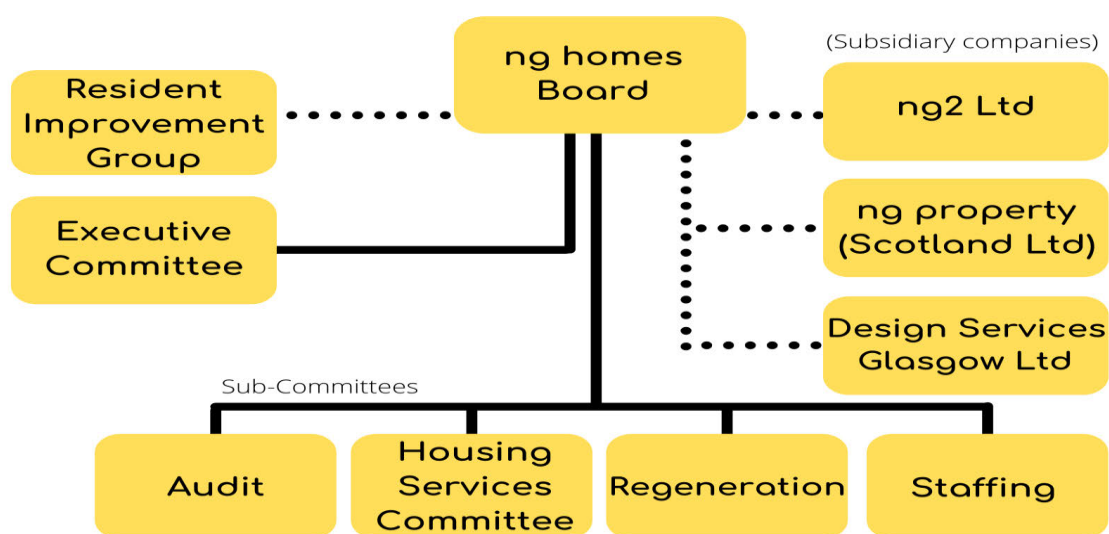 ng homes
Board
(Subsidiary companies)
Resident
Improvement
Group
ng2 Ltd
Executive
Committee
ng property
(Scotland Ltd)
Design Services
Glasgow Ltd
Sub-Committees
Audit
Housing
Services
Committee
Regeneration
Staffing